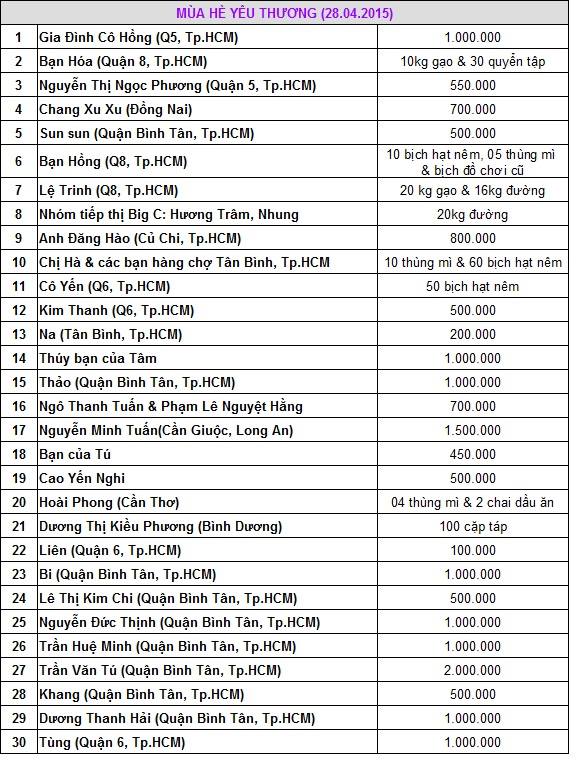 MÙA HÈ YÊU THƯƠNG (28.04.2015)
1 Gia Đình Cô Hồng (Q5, Tp.HCM) 1.000.000
2 Bạn Hóa (Quận 8, Tp.HCM) 10kg gạo & 30 quyển tập
3 Nguyễn Thị Ngọc Phương (Quận 5, Tp.HCM) 550.000
4 Chang Xu Xu (Đồng Nai) 700.000
5 Sun sun (Quận Bình Tân, Tp.HCM) 500.000
6 Bạn Hồng (Q8, Tp.HCM) 10 bịch hạt nêm, 05 thùng mì
& bịch đồ chơi cũ
7 Lệ Trinh (Q8, Tp.HCM) 20 kg gạo & 16kg đường
8 Nhóm tiếp thị Big C: Hương Trâm, Nhung 20kg đường
9 Anh Đăng Hào (Củ Chi, Tp.HCM) 800.000
10 Chị Hà & các bạn hàng chợ Tân Bình, Tp.HCM 10 thùng mì & 60 bịch hạt nêm
11 Cô Yến (Q6, Tp.HCM) 50 bịch hạt nêm
12 Kim Thanh (Q6, Tp.HCM) 500.000
13 Na (Tân Bình, Tp.HCM) 200.000
14 Thúy bạn của Tâm 1.000.000
15 Thảo (Quận Bình Tân, Tp.HCM) 1.000.000
16 Ngô Thanh Tuấn & Phạm Lê Nguyệt Hằng 700.000
17 Nguyễn Minh Tuấn(Cần Giuộc, Long An) 1.500.000
18 Bạn của Tú 450.000
19 Cao Yến Nghi 500.000
20 Hoài Phong (Cần Thơ) 04 thùng mì & 2 chai dầu ăn
21 Dương Thị Kiều Phương (Bình Dương) 100 cặp táp
22 Liên (Quận 6, Tp.HCM) 100.000
23 Bi (Quận Bình Tân, Tp.HCM) 1.000.000
24 Lê Thị Kim Chi (Quận Bình Tân, Tp.HCM) 500.000
25 Nguyễn Đức Thịnh (Quận Bình Tân, Tp.HCM) 1.000.000
26 Trần Huệ Minh (Quận Bình Tân, Tp.HCM) 1.000.000
27 Trần Văn Tú (Quận Bình Tân, Tp.HCM) 2.000.000
28 Khang (Quận Bình Tân, Tp.HCM) 500.000
29 Dương Thanh Hải (Quận Bình Tân, Tp.HCM) 1.000.000
30 Tùng (Quận 6, Tp.HCM) 1.000.000